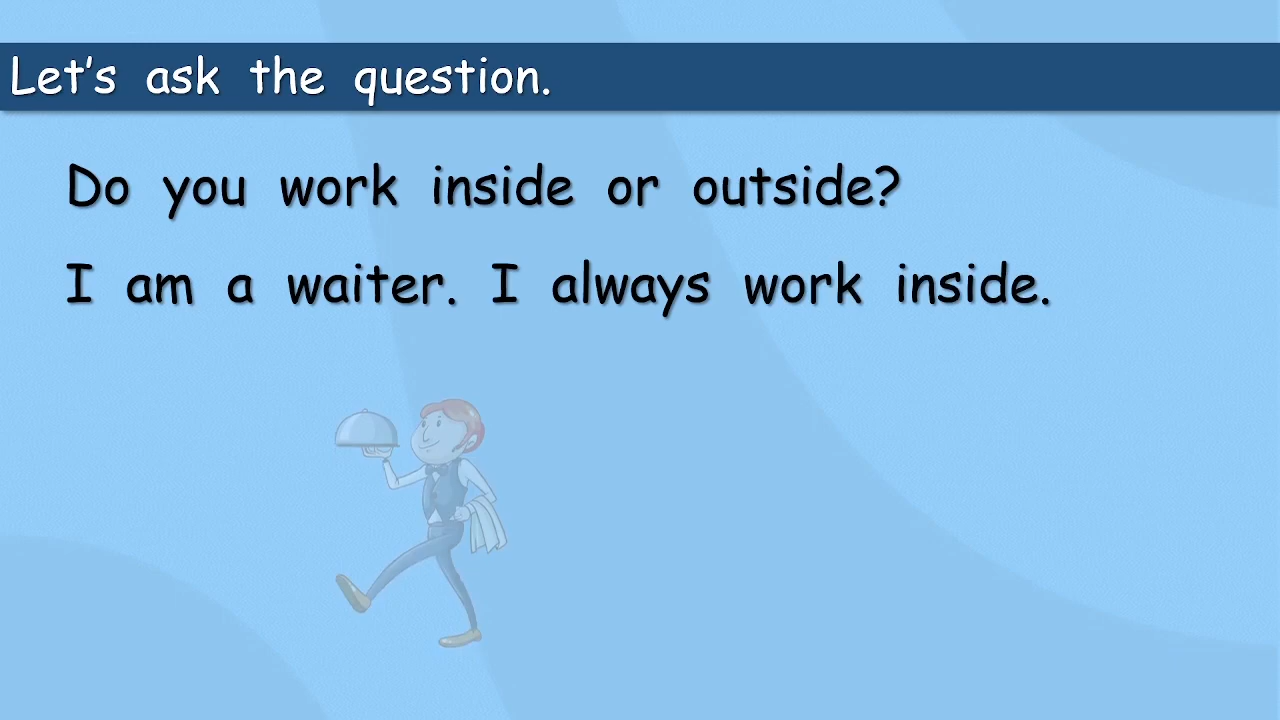 Let's ask the question.
Do you work inside or outside?
I am a waiter. I always work inside.